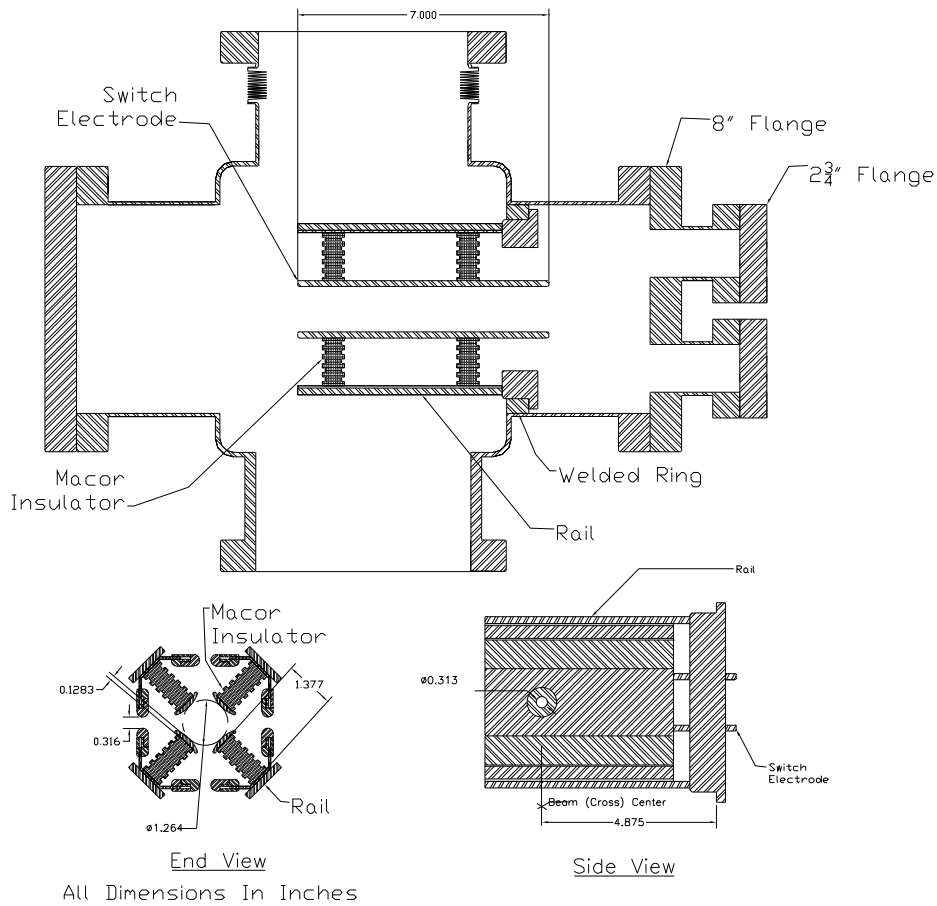 7.000
Switch
Electrode
8" Flange
2¾" Flange
Macor
Insulator
Welded Ring
Rail
Macor
Insulator
0.1283
1.377
0.316
Rail
ø1.264
End View
All Dimensions In Inches
Rail
ø0.313
Switch
Electrode
Beam (Cross) Center
4.875
Side View